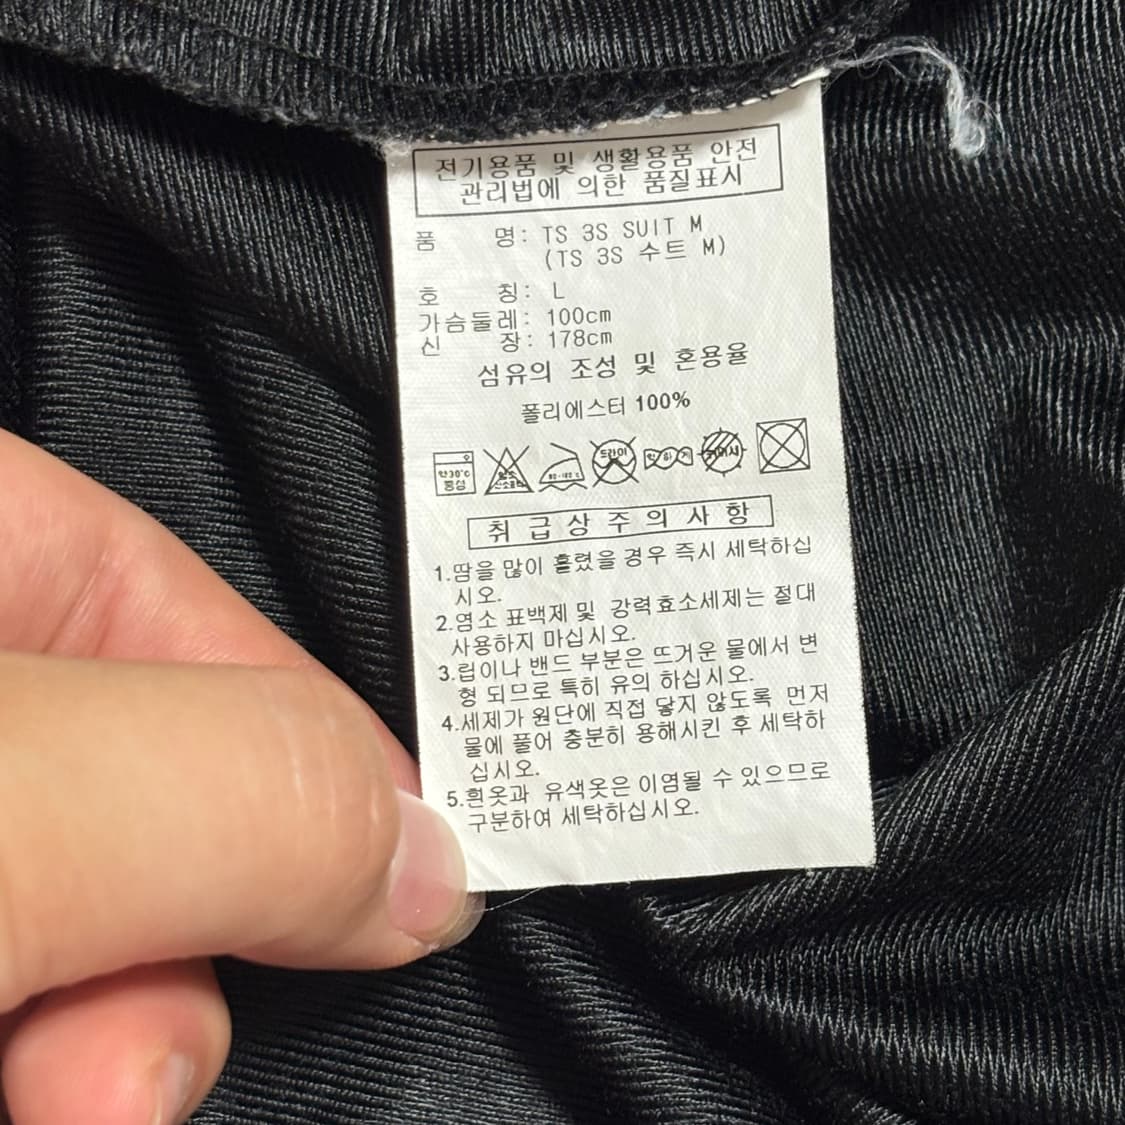 전기용품 및 생활용품 안전
관리법에 의한 품질표시
품 명: TS 3S SUIT M
(TS 3S 수트 M)
호 칭: L
가슴둘레: 100cm
신 장: 178cm
섬유의 조성 및 혼용율
폴리에스터 100%
약30℃ 드라이
중성
취급상주의사항
1.땀을 많이 흘렸을 경우 즉시 세탁하십
시오.
2.염소 표백제 및 강력효소세제는 절대
사용하지 마십시오.
3.립이나 밴드 부분은 뜨거운 물에서 변
형 되므로 특히 유의 하십시오.
4.세제가 원단에 직접 닿지 않도록 먼저
물에 풀어 충분히 용해시킨 후 세탁하
십시오.
5.흰옷과 유색옷은 이염될 수 있으므로
구분하여 세탁하십시오.